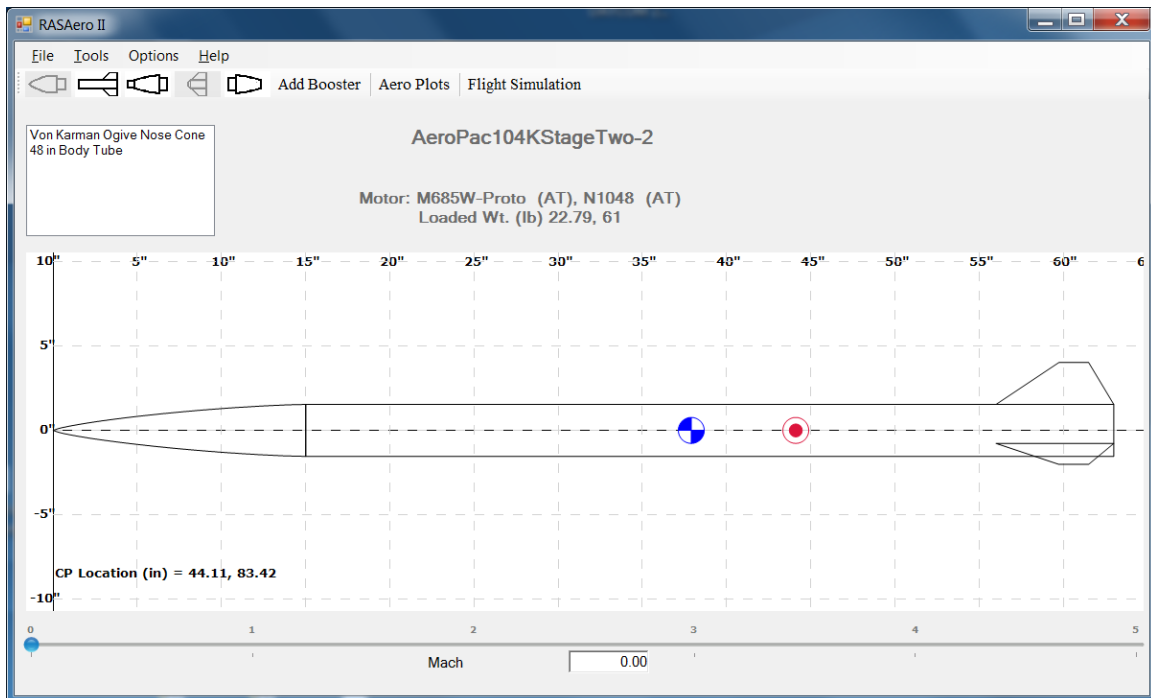 RASAero II
File Tools Options Help
Add Booster Aero Plots Flight Simulation
Von Karman Ogive Nose Cone
48 in Body Tube
AeroPac104KStageTwo-2
Motor: M685W-Proto (AT), N1048 (AT)
Loaded Wt. (lb) 22.79, 61
10" 5" 10" 15" 20" 25" 30" 35" 40" 45" 50" 55" 60" 6
5"
0"
-5"
CP Location (in) = 44.11, 83.42
-10"
0 1 2 3 4 5
Mach 0.00